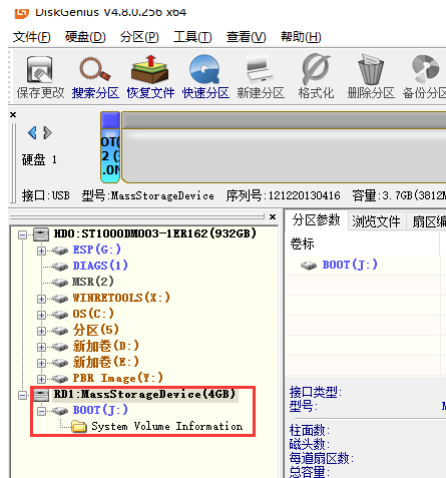 DiskGenius V4.8.0.256 x64
文件(F) 硬盘(D) 分区(P) 工具(T) 查看(V) 帮助(H)
保存更改 搜索分区 恢复文件 快速分区 新建分区 格式化 删除分区 备份分区
硬盘 1
接口:USB 型号:MassStorageDevice 序列号:121220130416 容量:3.7GB(3812M
HD0:ST1000DM003-1ER162(932GB)
ESP(G:)
DIAGS(1)
MSR(2)
WINRETOOLS(X:)
OS(C:)
分区(5)
新加卷(D:)
新加卷(E:)
PBR Image(Y:)
RD1:MassStorageDevice(4GB)
BOOT(J:)
System Volume Information
分区参数 浏览文件 扇区编
卷标
BOOT(J:)
接口类型:
型号:
柱面数:
磁头数:
每道扇区数:
总容量: